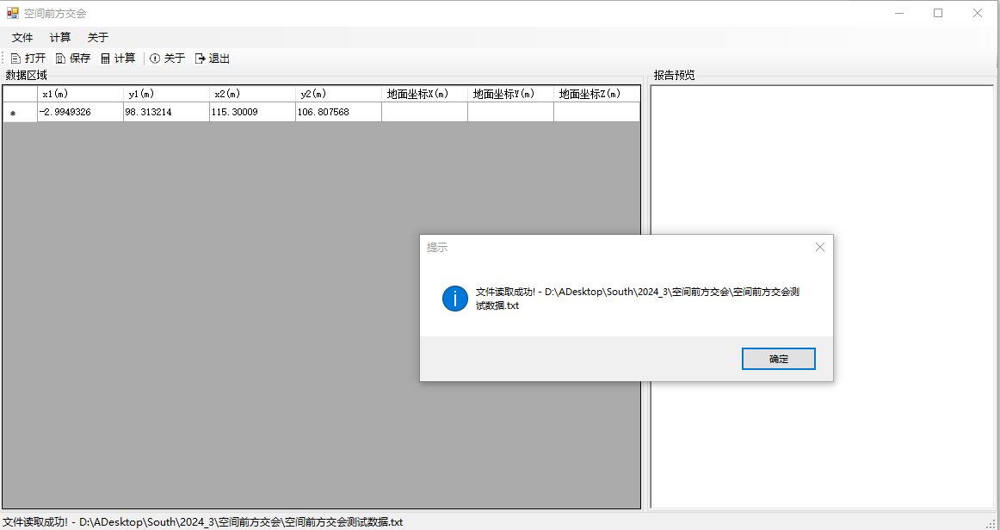 空间前方交会
文件 计算 关于
打开 保存 计算 关于 退出
数据区域
x1(m) y1(m) x2(m) y2(m) 地面坐标X(m) 地面坐标Y(m) 地面坐标Z(m)
-2.9949326 98.313214 115.30009 106.807568
报告预览
提示
文件读取成功! - D:\ADesktop\South\2024_3\空间前方交会\空间前方交会测
试数据.txt
确定
文件读取成功! - D:\ADesktop\South\2024_3\空间前方交会\空间前方交会测试数据.txt